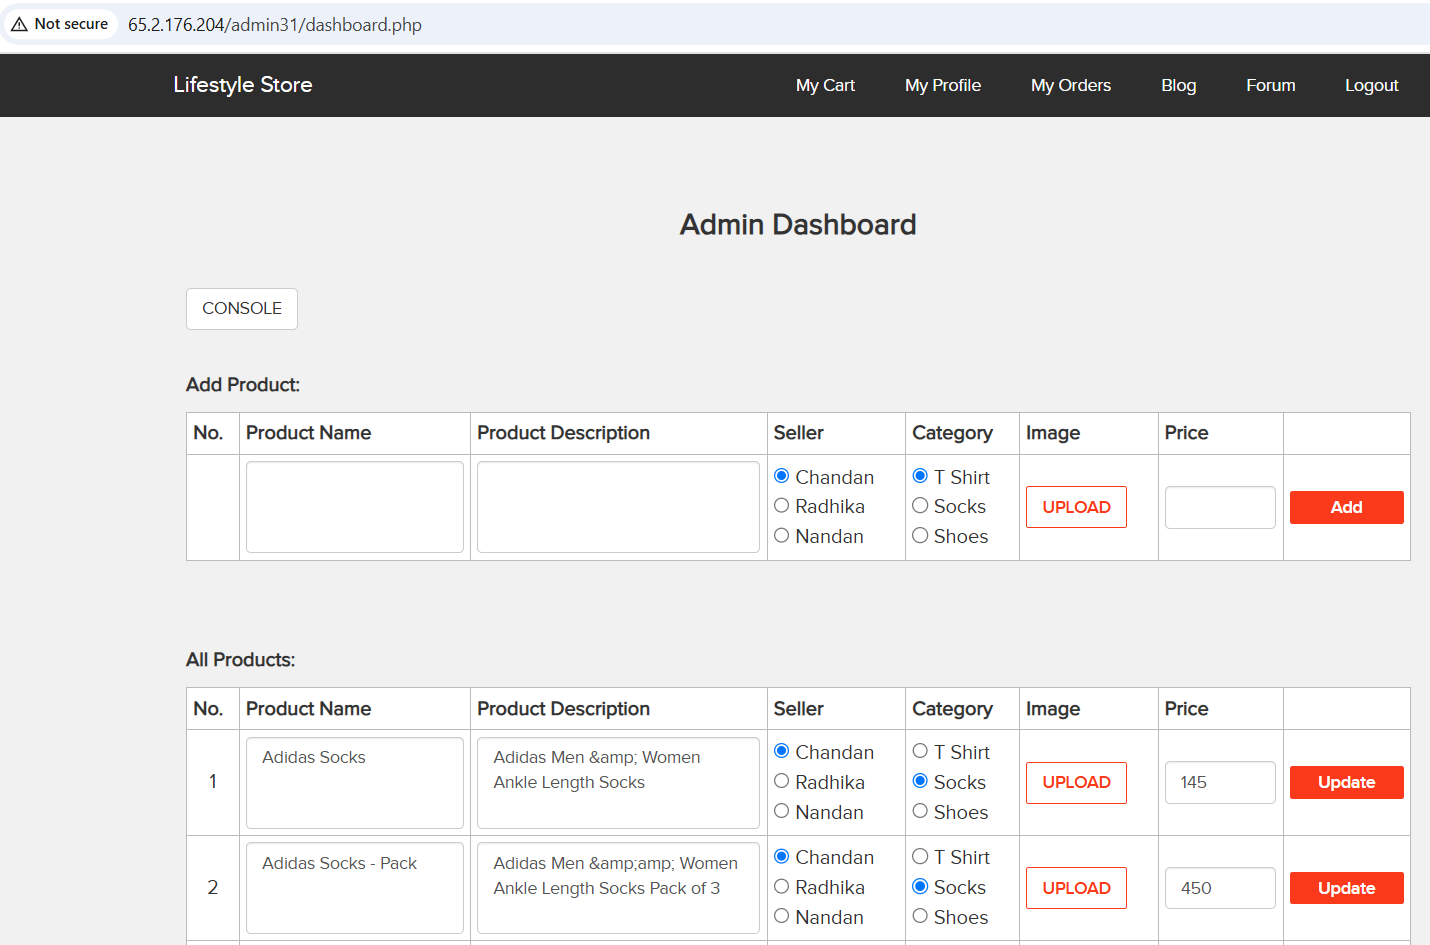 Not secure 65.2.176.204/admin31/dashboard.php
Lifestyle Store My Cart My Profile My Orders Blog Forum Logout
Admin Dashboard
CONSOLE
Add Product:
No. Product Name Product Description Seller Category Image Price
Chandan T Shirt
Radhika Socks UPLOAD Add
Nandan Shoes
All Products:
No. Product Name Product Description Seller Category Image Price
Adidas Socks Adidas Men &amp; Women Chandan T Shirt
1 Ankle Length Socks Radhika Socks UPLOAD 145 Update
Nandan Shoes
Adidas Socks - Pack Adidas Men &amp;amp; Women Chandan T Shirt
2 Ankle Length Socks Pack of 3 Radhika Socks UPLOAD 450 Update
Nandan Shoes